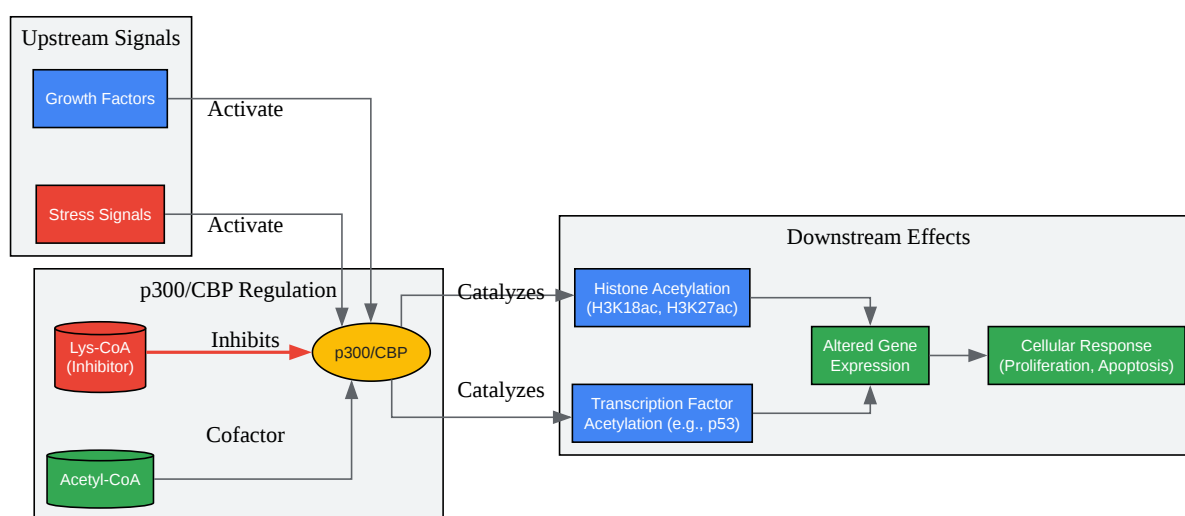 Upstream Signals
Growth Factors
Activate
Stress Signals
Activate
p300/CBP Regulation
Lys-CoA
(Inhibitor)
Inhibits
p300/CBP
Cofactor
Acetyl-CoA
Catalyzes
Catalyzes
Downstream Effects
Histone Acetylation
(H3K18ac, H3K27ac)
Transcription Factor
Acetylation (e.g., p53)
Altered Gene
Expression
Cellular Response
(Proliferation, Apoptosis)